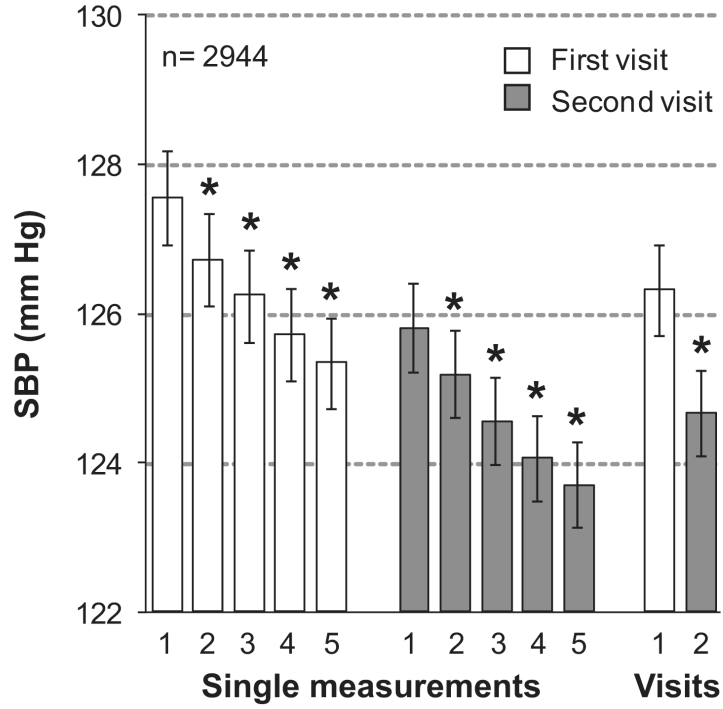 130
n= 2944
First visit
Second visit
128
*
*
*
*
126
*
*
*
*
*
124
122
SBP (mm Hg)
1 2 3 4 5 1 2 3 4 5 1 2
Single measurements Visits